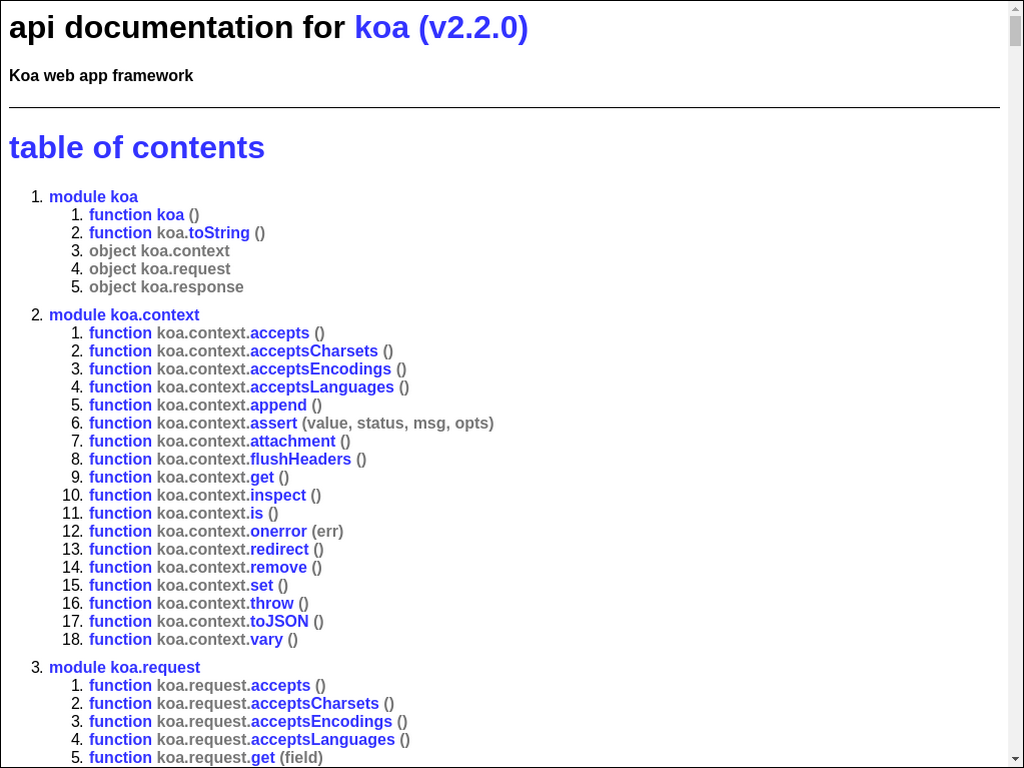 api documentation for koa (v2.2.0)
Koa web app framework
table of contents
1. module koa
1. function koa ()
2. function koa.toString ()
3. object koa.context
4. object koa.request
5. object koa.response
2. module koa.context
1. function koa.context.accepts ()
2. function koa.context.acceptsCharsets ()
3. function koa.context.acceptsEncodings ()
4. function koa.context.acceptsLanguages ()
5. function koa.context.append ()
6. function koa.context.assert (value, status, msg, opts)
7. function koa.context.attachment ()
8. function koa.context.flushHeaders ()
9. function koa.context.get ()
10. function koa.context.inspect ()
11. function koa.context.is ()
12. function koa.context.onerror (err)
13. function koa.context.redirect ()
14. function koa.context.remove ()
15. function koa.context.set ()
16. function koa.context.throw ()
17. function koa.context.toJSON ()
18. function koa.context.vary ()
3. module koa.request
1. function koa.request.accepts ()
2. function koa.request.acceptsCharsets ()
3. function koa.request.acceptsEncodings ()
4. function koa.request.acceptsLanguages ()
5. function koa.request.get (field)